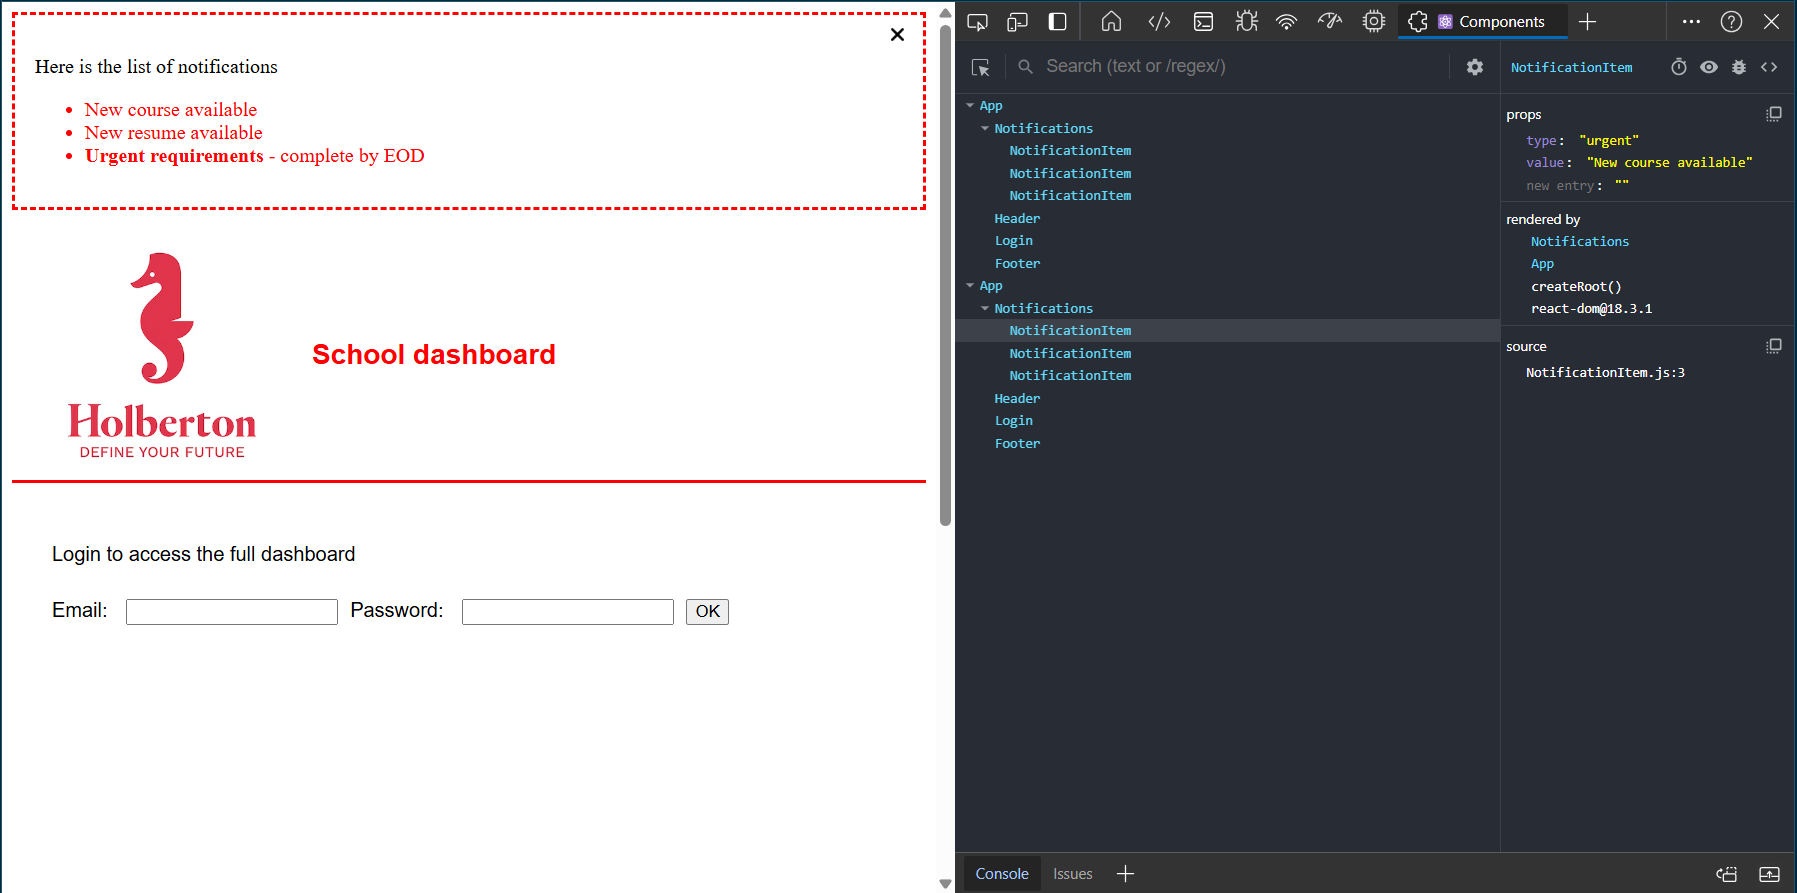 Here is the list of notifications
New course available
New resume available
Urgent requirements - complete by EOD
Holberton
DEFINE YOUR FUTURE
School dashboard
Login to access the full dashboard
Email: Password: OK
Components
Search (text or /regex/)
App
Notifications
NotificationItem
NotificationItem
NotificationItem
Header
Login
Footer
App
Notifications
NotificationItem
NotificationItem
NotificationItem
Header
Login
Footer
NotificationItem
props
type: "urgent"
value: "New course available"
new entry: ""
rendered by
Notifications
App
createRoot()
react-dom@18.3.1
source
NotificationItem.js:3
Console Issues